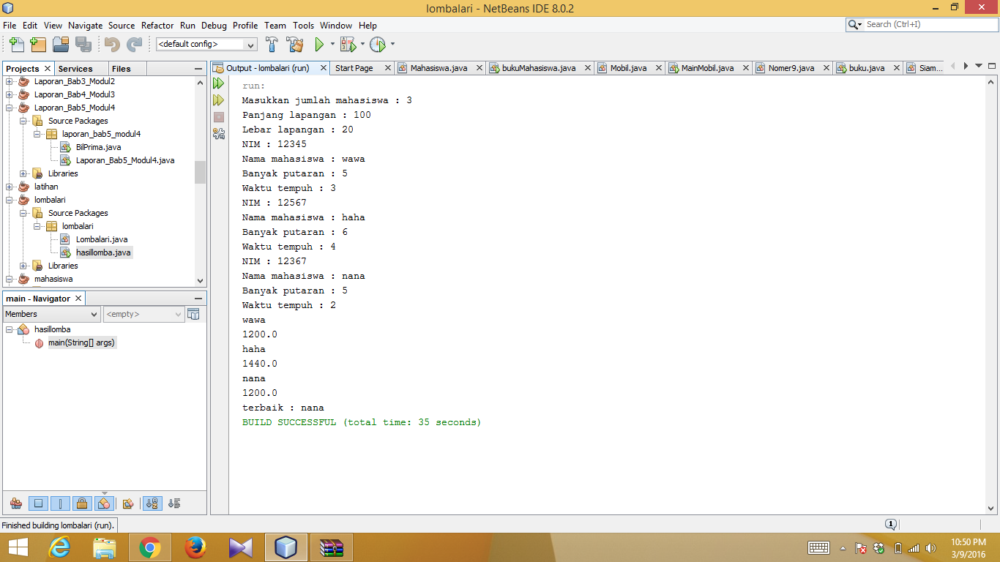 lombalari - NetBeans IDE 8.0.2
File Edit View Navigate Source Refactor Run Debug Profile Team Tools Window Help
Search (Ctrl+I)
<default config>
Projects Services Files
Laporan_Bab3_Modul2
Laporan_Bab4_Modul3
Laporan_Bab5_Modul4
Source Packages
laporan_bab5_modul4
BilPrima.java
Laporan_Bab5_Modul4.java
Libraries
latihan
lombalari
Source Packages
lombalari
Lombalari.java
hasillomba.java
Libraries
mahasiswa
main - Navigator
Members <empty>
hasillomba
main(String[] args)
Output - lombalari (run) Start Page Mahasiswa.java bukuMahasiswa.java Mobil.java MainMobil.java Nomer9.java buku.java Siam...
run:
Masukkan jumlah mahasiswa : 3
Panjang lapangan : 100
Lebar lapangan : 20
NIM : 12345
Nama mahasiswa : wawa
Banyak putaran : 5
Waktu tempuh : 3
NIM : 12567
Nama mahasiswa : haha
Banyak putaran : 6
Waktu tempuh : 4
NIM : 12367
Nama mahasiswa : nana
Banyak putaran : 5
Waktu tempuh : 2
wawa
1200.0
haha
1440.0
nana
1200.0
terbaik : nana
BUILD SUCCESSFUL (total time: 35 seconds)
Finished building lombalari (run).
1
10:50 PM
3/9/2016